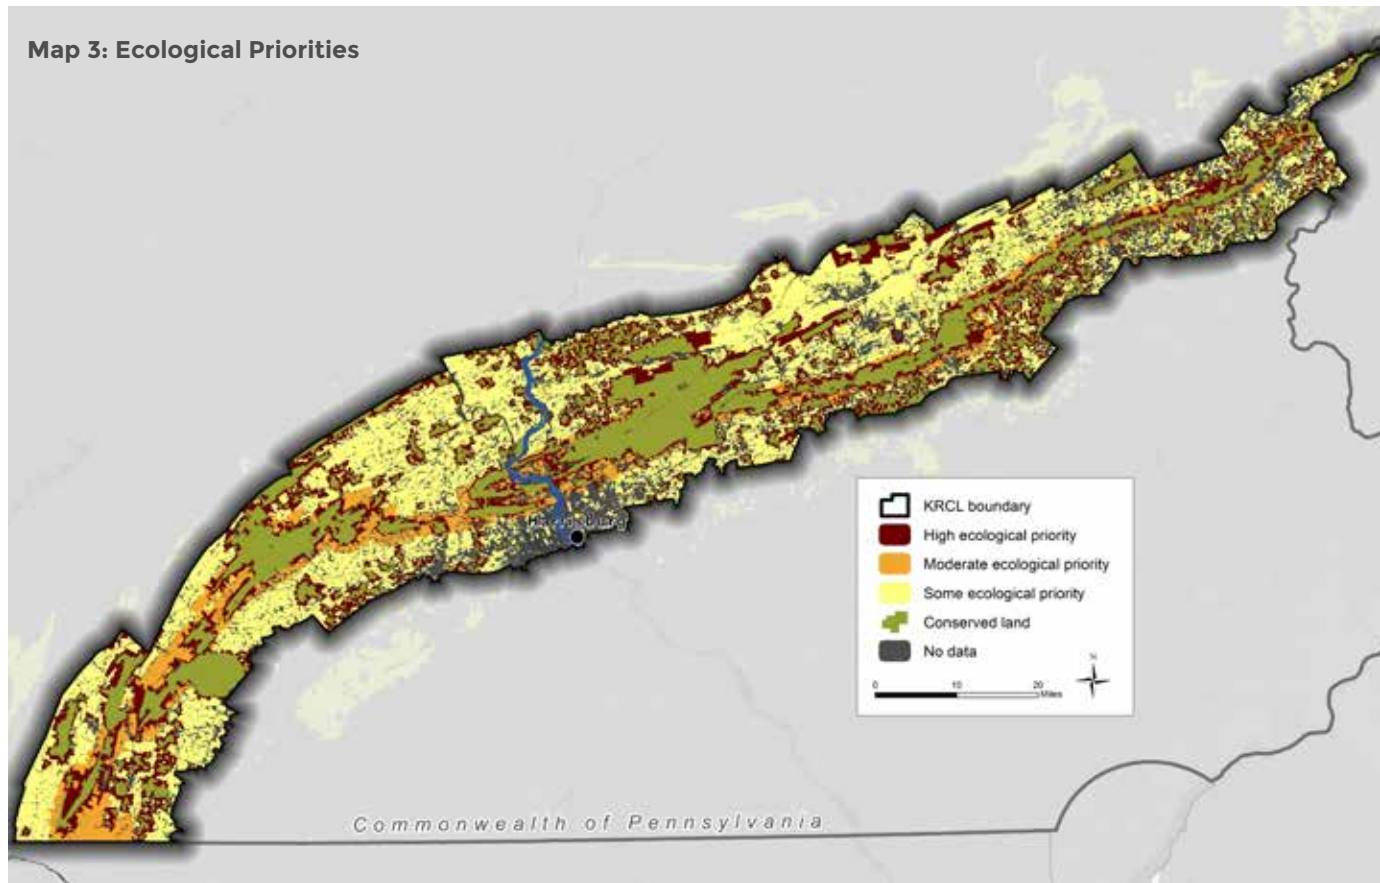 Map 3: Ecological Priorities
Harrisburg
KRCL boundary
High ecological priority
Moderate ecological priority
Some ecological priority
Conserved land
No data
N
0 10 20
Miles
Commonwealth of Pennsylvania